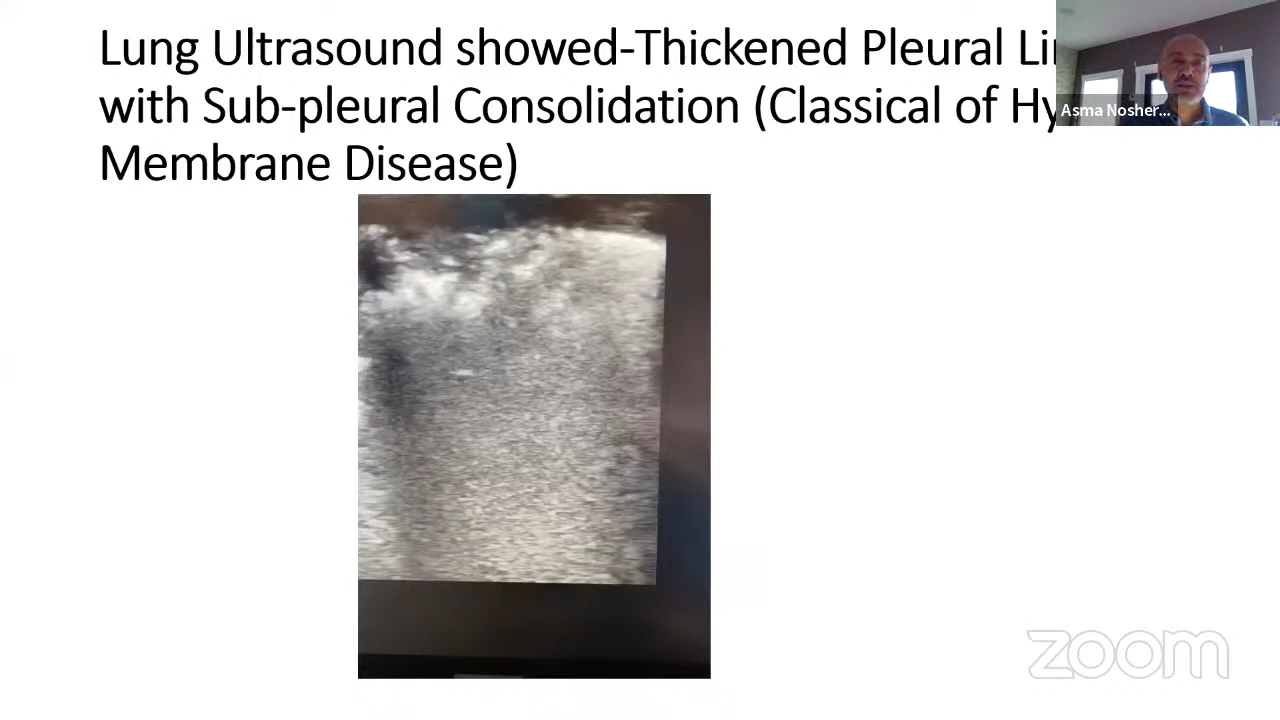 Lung Ultrasound showed-Thickened Pleural Li
with Sub-pleural Consolidation (Classical of Hy
Membrane Disease)
Asma Nosher...
zoom